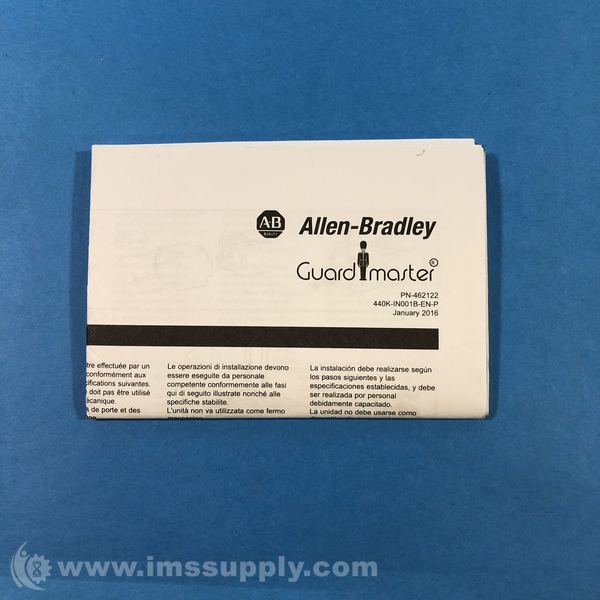 A-B
QUALITY
Allen-Bradley
Guardmaster®
PN-462122
440K-IN001B-EN-P
January 2016
tre effectuée par un
conformément aux
cifications suivantes.
doit pas être utilisé
écanique.
de porte et des
Le operazioni di installazione devono
essere eseguite da personale
competente conformemente alle fasi
qui di seguito illustrate nonché alle
specifiche stabilite.
L'unità non va utilizzata come fermo
La instalación debe realizarse según
los pasos siguientes y las
especificaciones establecidas, y debe
ser realizada por personal
debidamente capacitado.
La unidad no debe usarse como
www.imssupply.com